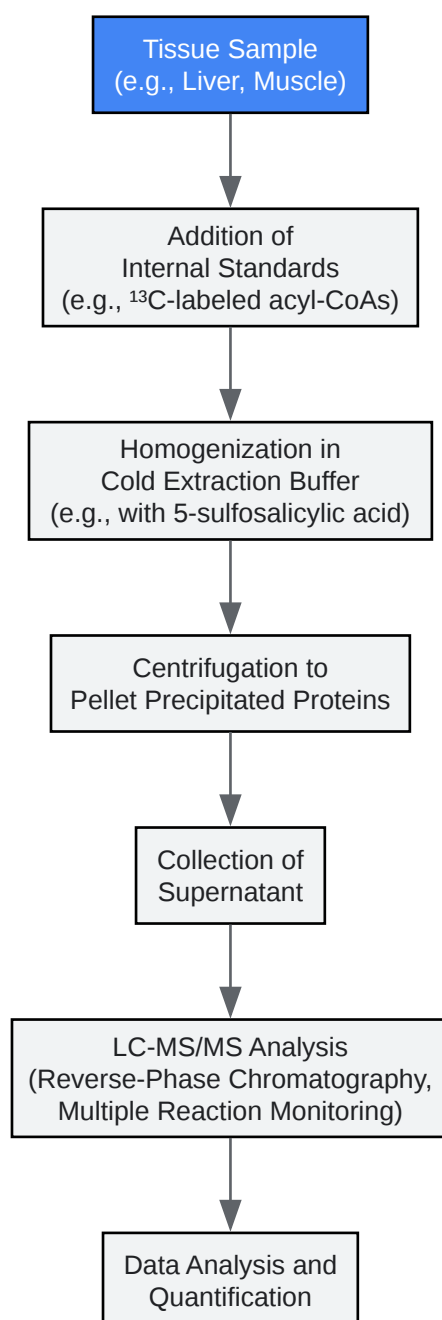 Tissue Sample
(e.g., Liver, Muscle)
Addition of
Internal Standards
(e.g., ¹³C-labeled acyl-CoAs)
Homogenization in
Cold Extraction Buffer
(e.g., with 5-sulfosalicylic acid)
Centrifugation to
Pellet Precipitated Proteins
Collection of
Supernatant
LC-MS/MS Analysis
(Reverse-Phase Chromatography,
Multiple Reaction Monitoring)
Data Analysis and
Quantification